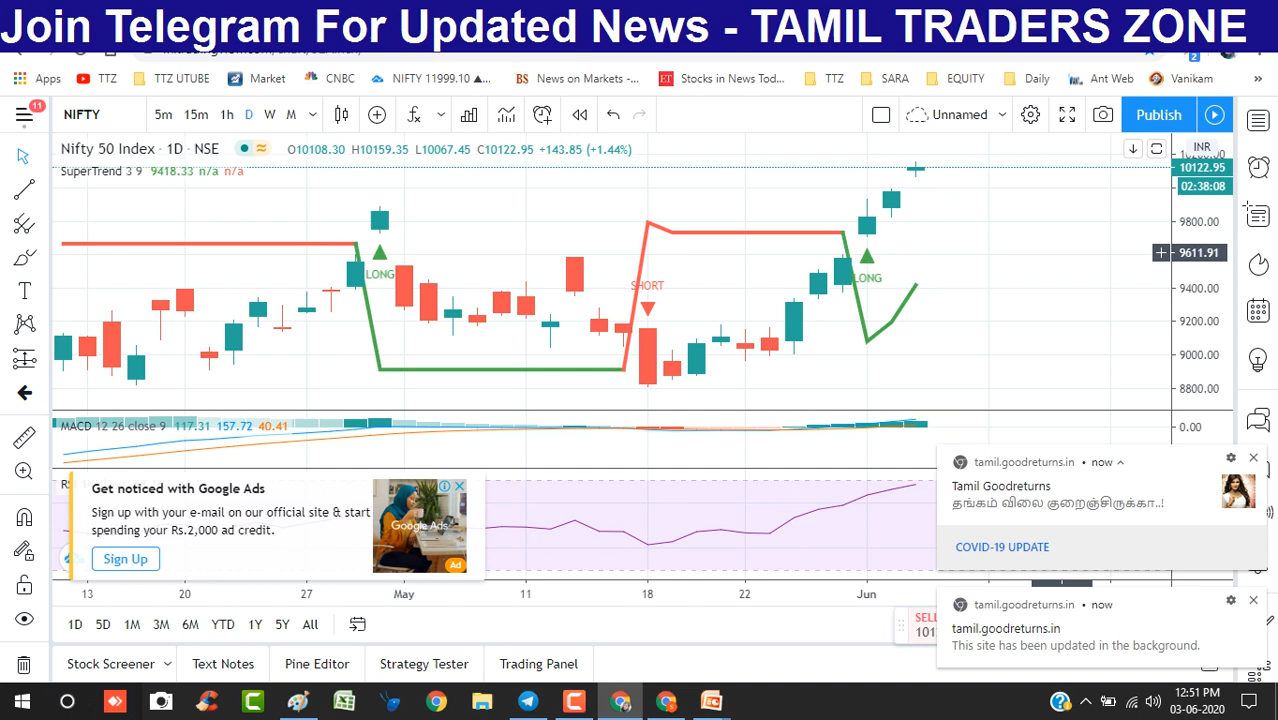 Join Telegram For Updated News - TAMIL TRADERS ZONE
2
Apps TTZ TTZ UTUBE Market CNBC NIFTY 11999.10 ▲... BS News on Markets -... ET Stocks in News Tod... TTZ SARA EQUITY Daily Ant Web Vanikam »
11
NIFTY 5m 15m 1h D W M Unnamed Publish
Nifty 50 Index · 1D · NSE O10108.30 H10159.35 L10067.45 C10122.95 +143.85 (+1.44%)
INR
SuperTrend 3 9 9418.33 n/a n/a
10122.95
02:38:08
9800.00
9611.91
LONG
LONG
SHORT
9400.00
9200.00
9000.00
8800.00
MACD 12 26 close 9 117.31 157.72 40.41
0.00
Get noticed with Google Ads
Sign up with your e-mail on our official site & start
spending your Rs.2,000 ad credit.
Sign Up
Google Ads
Ad
tamil.goodreturns.in • now
Tamil Goodreturns
தங்கம் விலை குறைஞ்சிருக்கா..!
COVID-19 UPDATE
13 20 27 May 11 18 22 Jun
tamil.goodreturns.in • now
tamil.goodreturns.in
This site has been updated in the background.
1D 5D 1M 3M 6M YTD 1Y 5Y All
SELL
101
Stock Screener Text Notes Pine Editor Strategy Tester Trading Panel
12:51 PM
03-06-2020